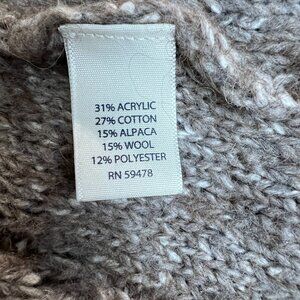 31% ACRYLIC
27% COTTON
15% ALPACA
15% WOOL
12% POLYESTER
RN 59478